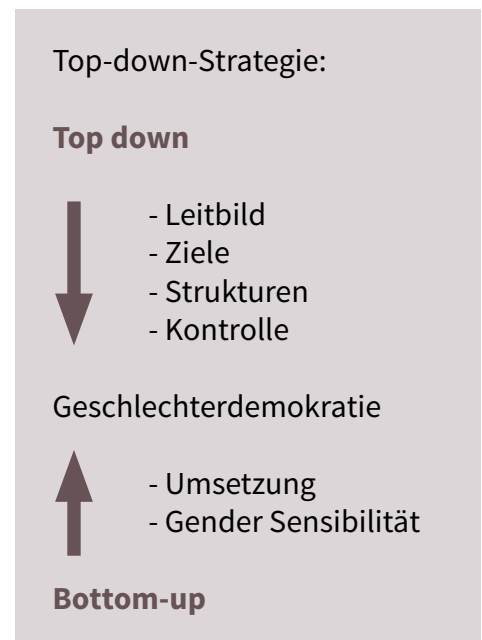 Top-down-Strategie:
Top down
- Leitbild
- Ziele
- Strukturen
- Kontrolle
Geschlechterdemokratie
- Umsetzung
- Gender Sensibilität
Bottom-up